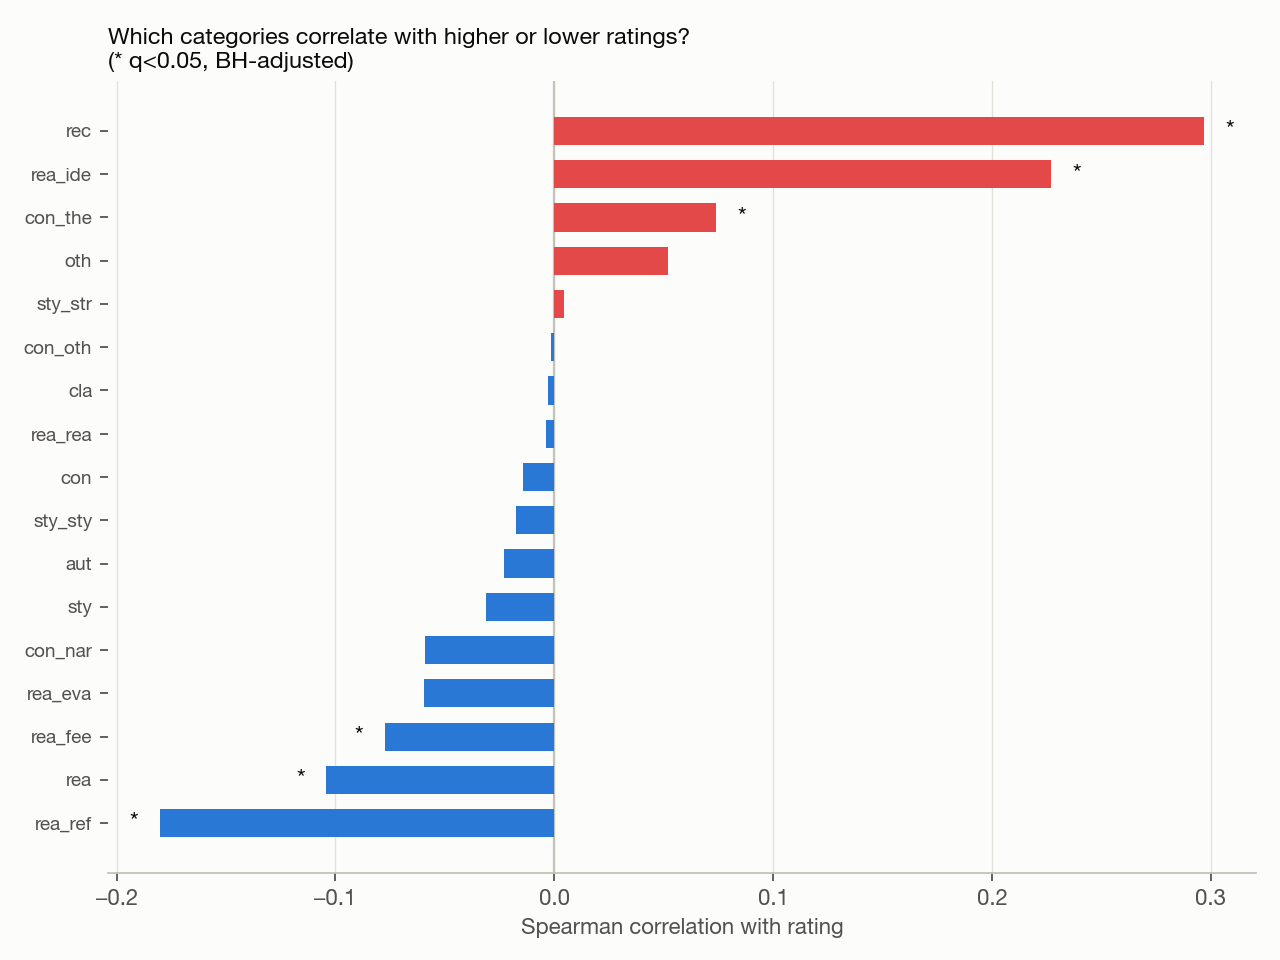 Which categories correlate with higher or lower ratings?
(* q<0.05, BH-adjusted)
rec *
rea_ide *
con_the *
oth
sty_str
con_oth
cla
rea_rea
con
sty_sty
aut
sty
con_nar
rea_eva
rea_fee *
rea *
rea_ref *
−0.2 −0.1 0.0 0.1 0.2 0.3
Spearman correlation with rating